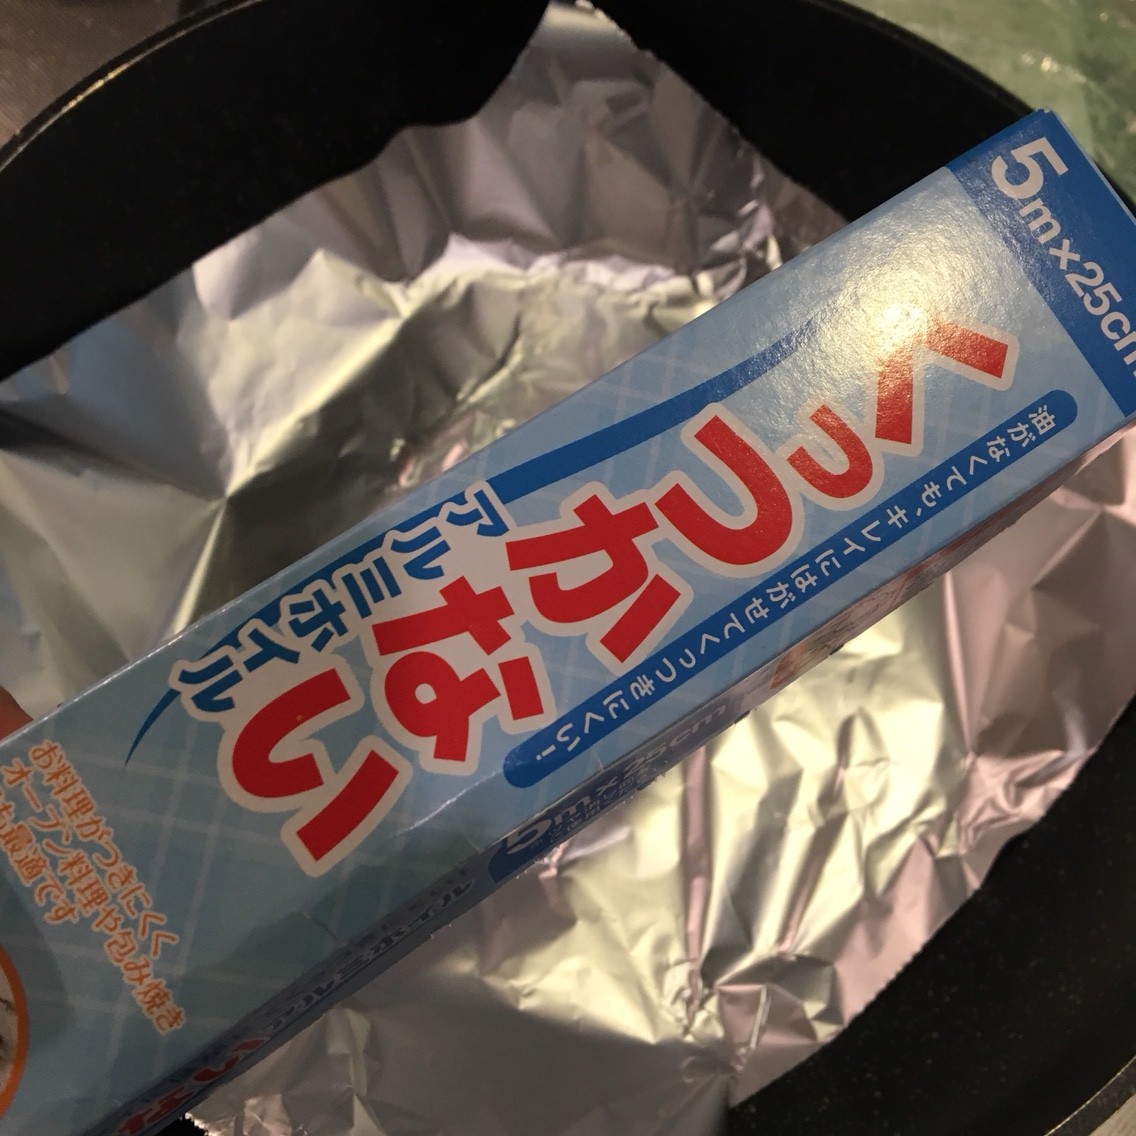 5m×25cm
油がなくても、キレイにはがせてくっつきにくい!
くっつかない
アルミホイル
お料理がつきにくく
オーブン料理や包み焼き
にも最適です
5m
25cm